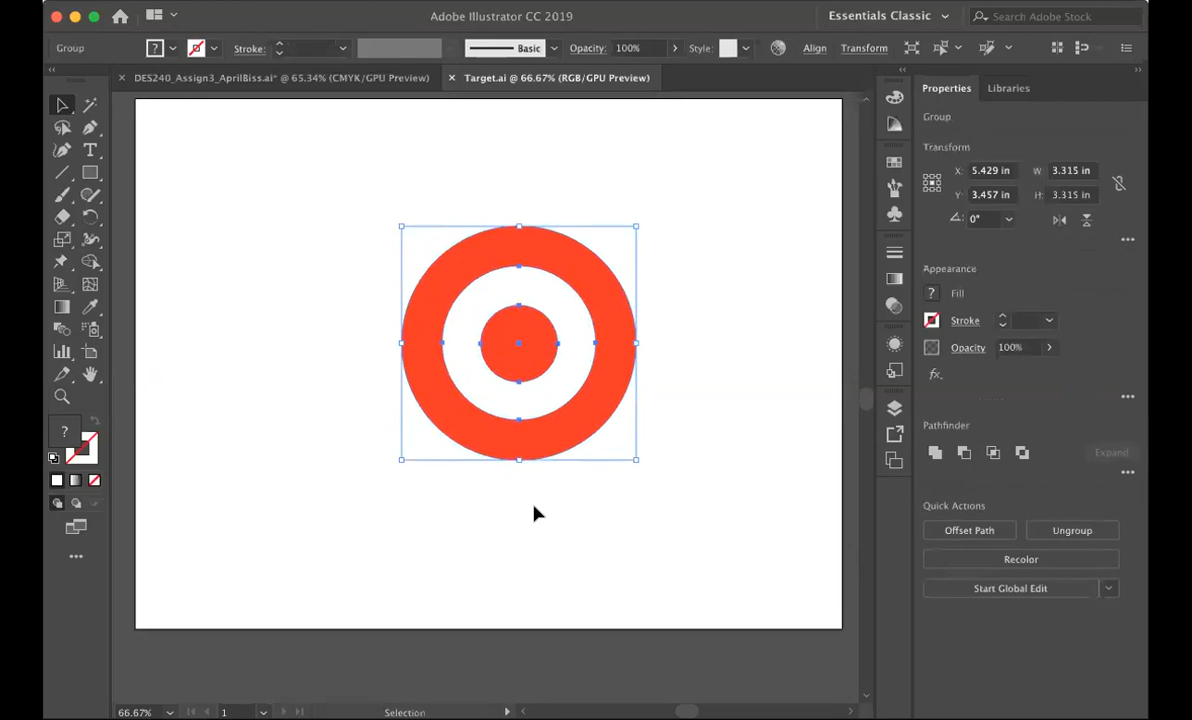 Adobe Illustrator CC 2019
Essentials Classic
Search Adobe Stock
Group
?
Stroke:
Basic
Opacity:
100%
Style:
Align
Transform
DES240_Assign3_AprilBiss.ai* @ 65.34% (CMYK/GPU Preview)
Target.ai @ 66.67% (RGB/GPU Preview)
Properties
Libraries
Group
Transform
X: 5.429 in
W 3.315 in
Y: 3.457 in
H: 3.315 in
0°
Appearance
? Fill
Stroke
Opacity 100%
fx.
Pathfinder
Expand
Quick Actions
Offset Path
Ungroup
Recolor
Start Global Edit
T
?
66.67%
1
Selection